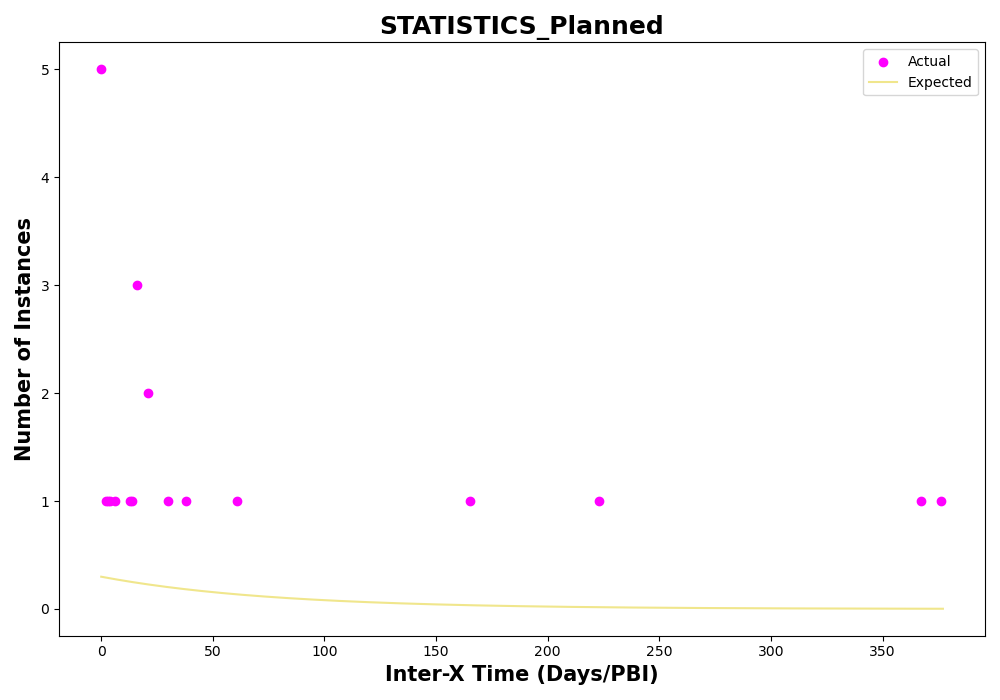 STATISTICS_Planned
Actual
Expected
Number of Instances
5
4
3
2
1
0
0 50 100 150 200 250 300 350
Inter-X Time (Days/PBI)